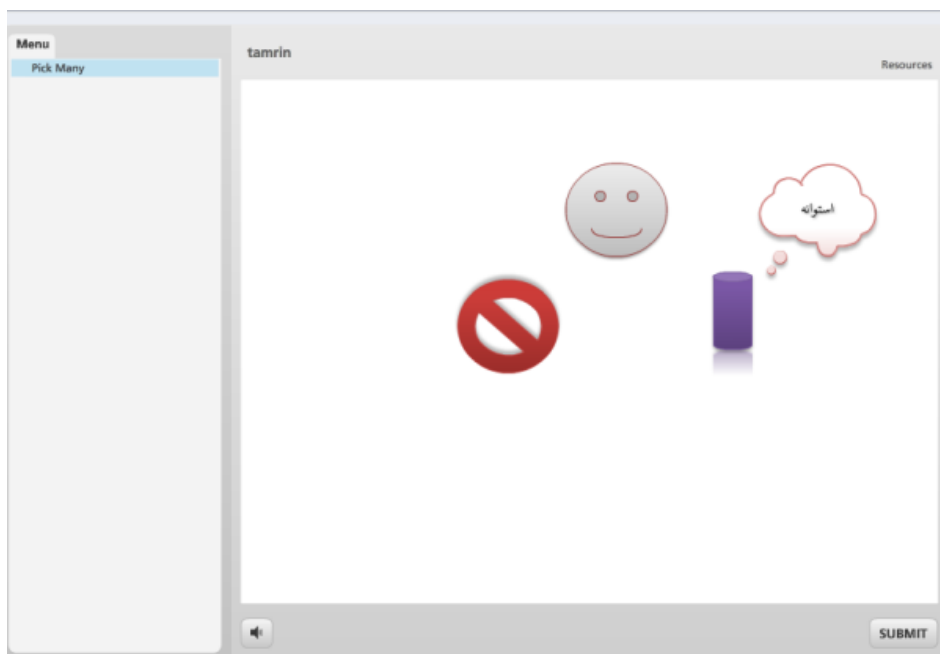 Menu
Pick Many
tamrin
Resources
استوانه
SUBMIT